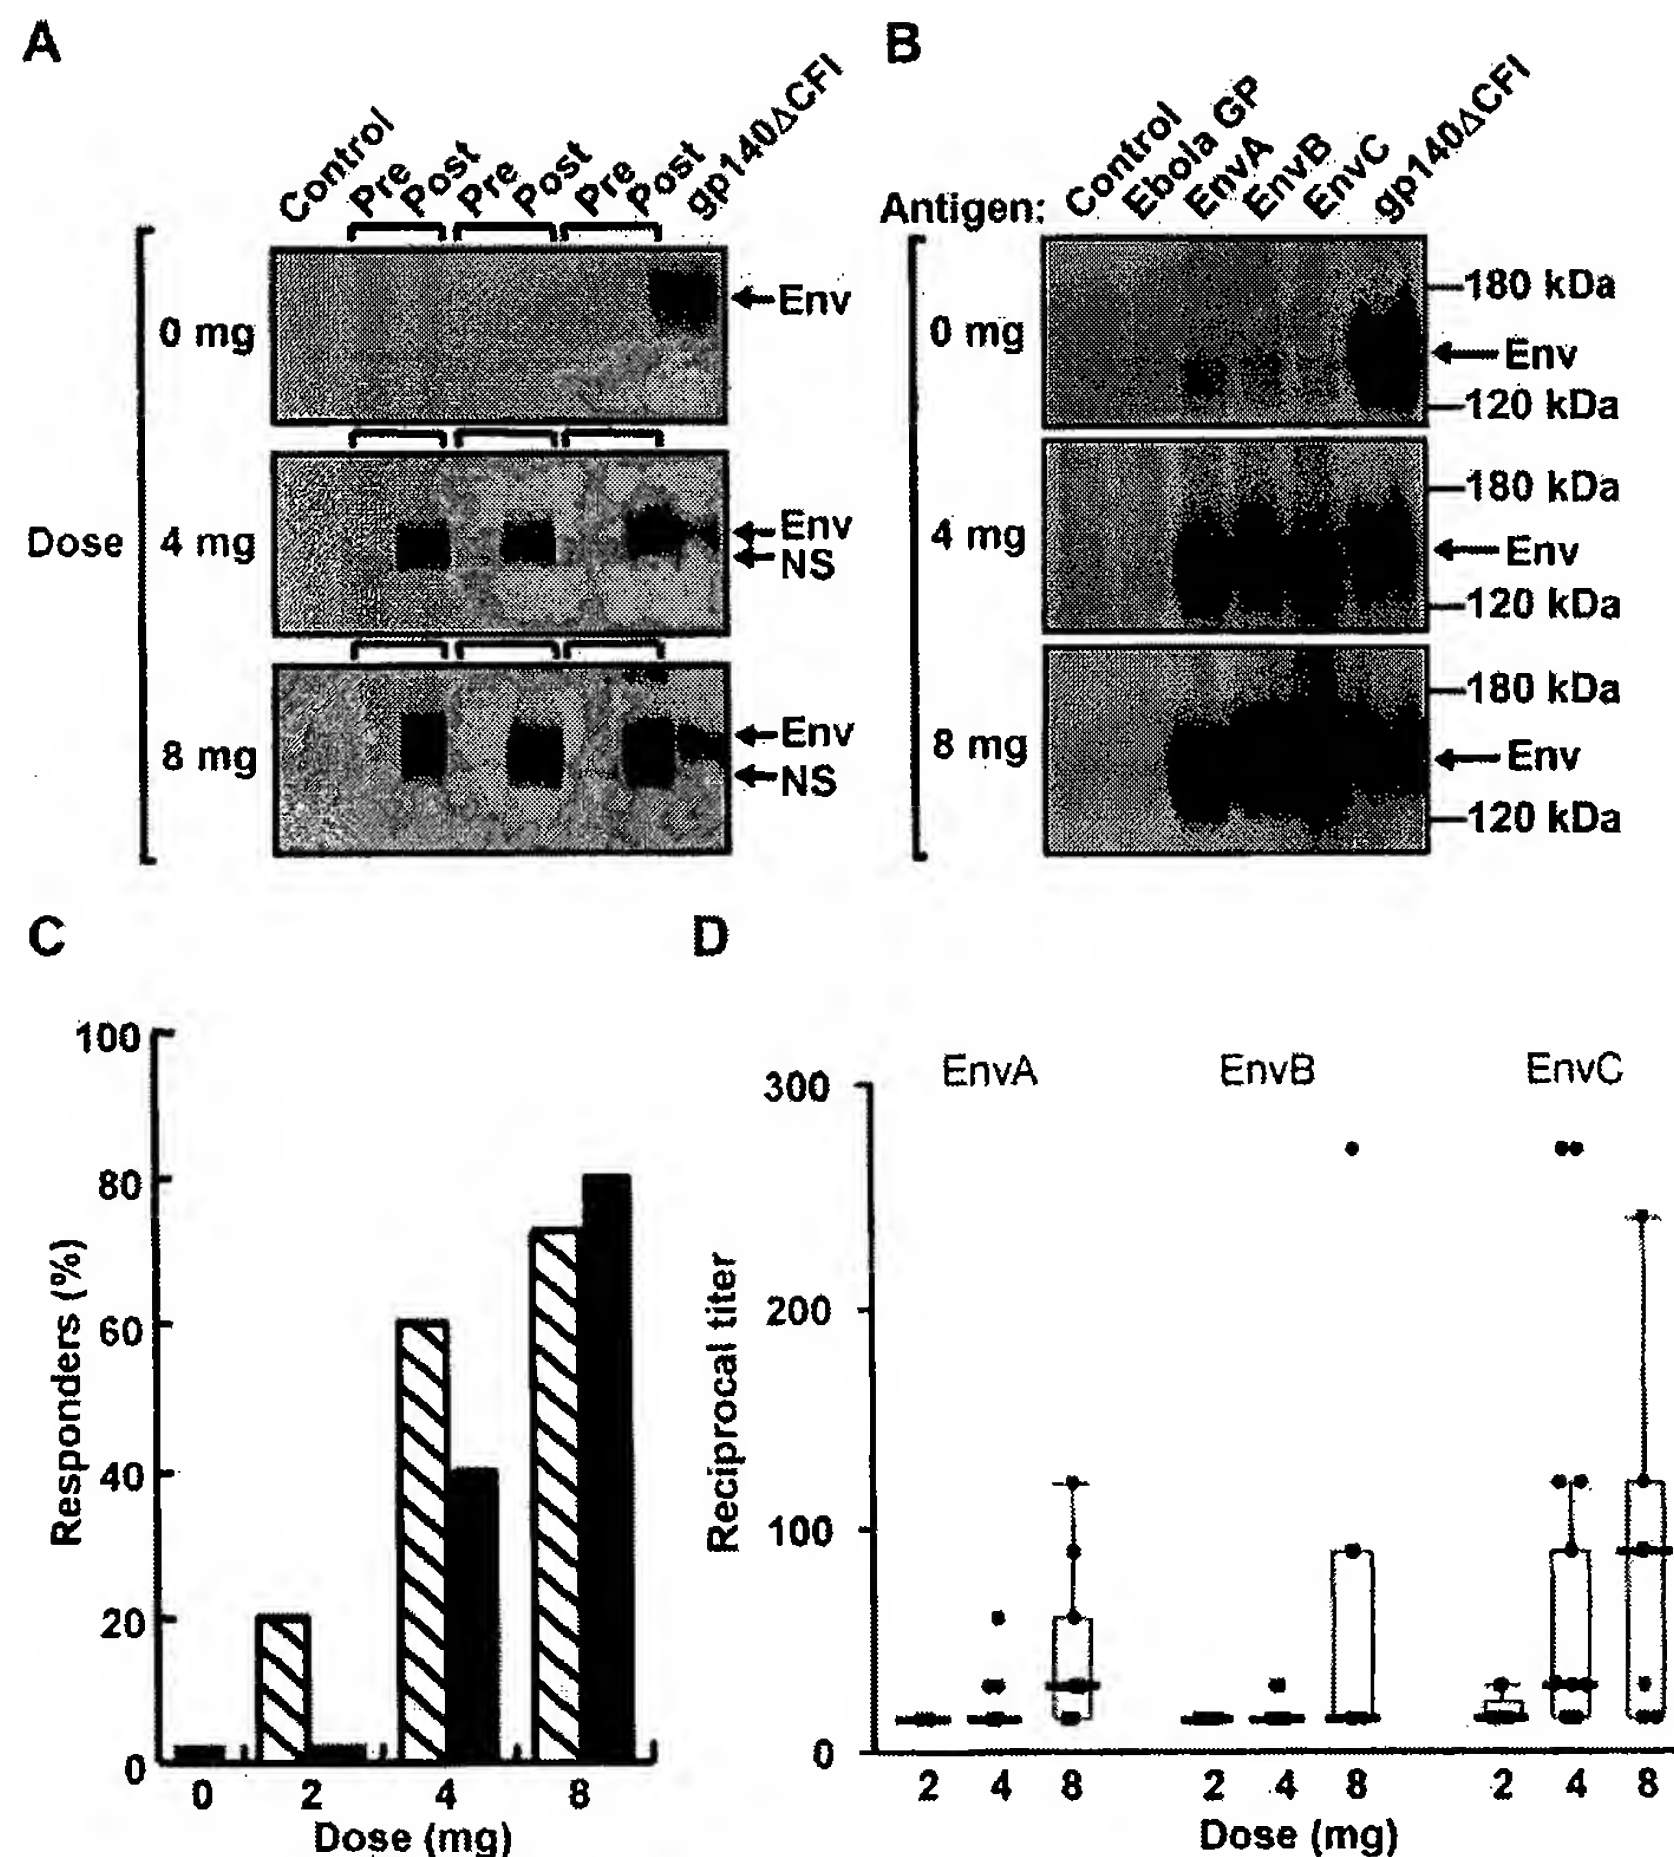 A
Control
Pre
Post
Pre
Post
Pre
Post
gp140ΔCFI
Dose
0 mg
Env
4 mg
Env
NS
8 mg
Env
NS
B
Antigen:
Control
Ebola GP
EnvA
EnvB
EnvC
gp140ΔCFI
0 mg
180 kDa
Env
120 kDa
4 mg
180 kDa
Env
120 kDa
8 mg
180 kDa
Env
120 kDa
C
Responders (%)
100
80
60
40
20
0
0 2 4 8
Dose (mg)
D
Reciprocal titer
300
200
100
0
EnvA EnvB EnvC
2 4 8 2 4 8 2 4 8
Dose (mg)